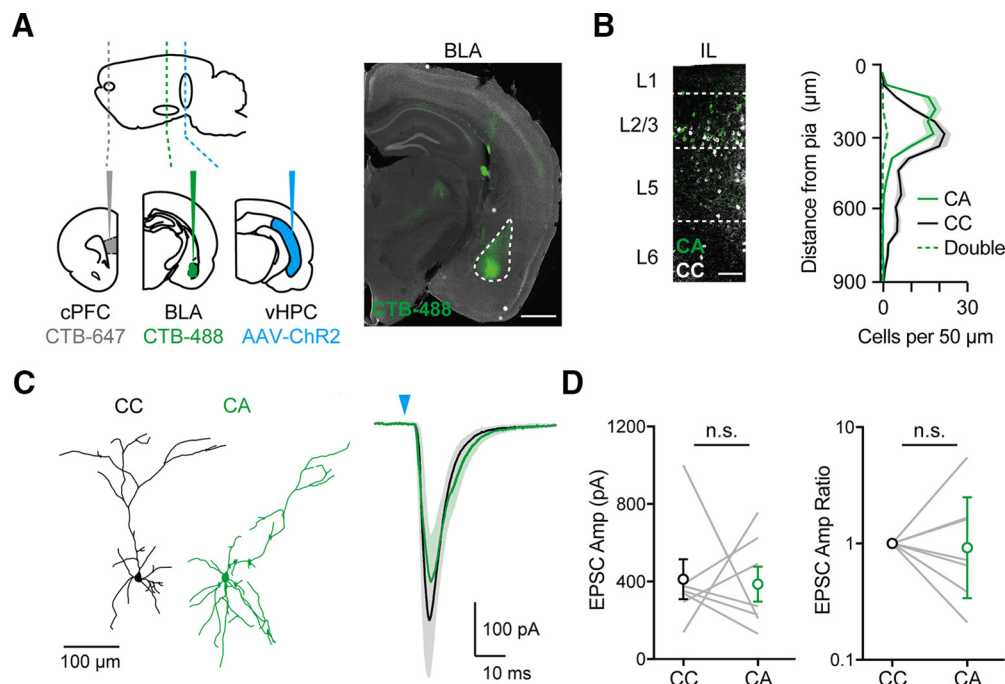 A
BLA
cPFC
BLA
vHPC
CTB-647
CTB-488
AAV-ChR2
CTB-488
B
IL
L1
L2/3
L5
L6
CA
CC
Distance from pia (µm)
0
300
600
900
0
30
Cells per 50 µm
CA
CC
Double
C
CC
CA
100 µm
100 pA
10 ms
D
n.s.
EPSC Amp (pA)
1200
800
400
0
CC
CA
n.s.
EPSC Amp Ratio
10
1
0.1
CC
CA